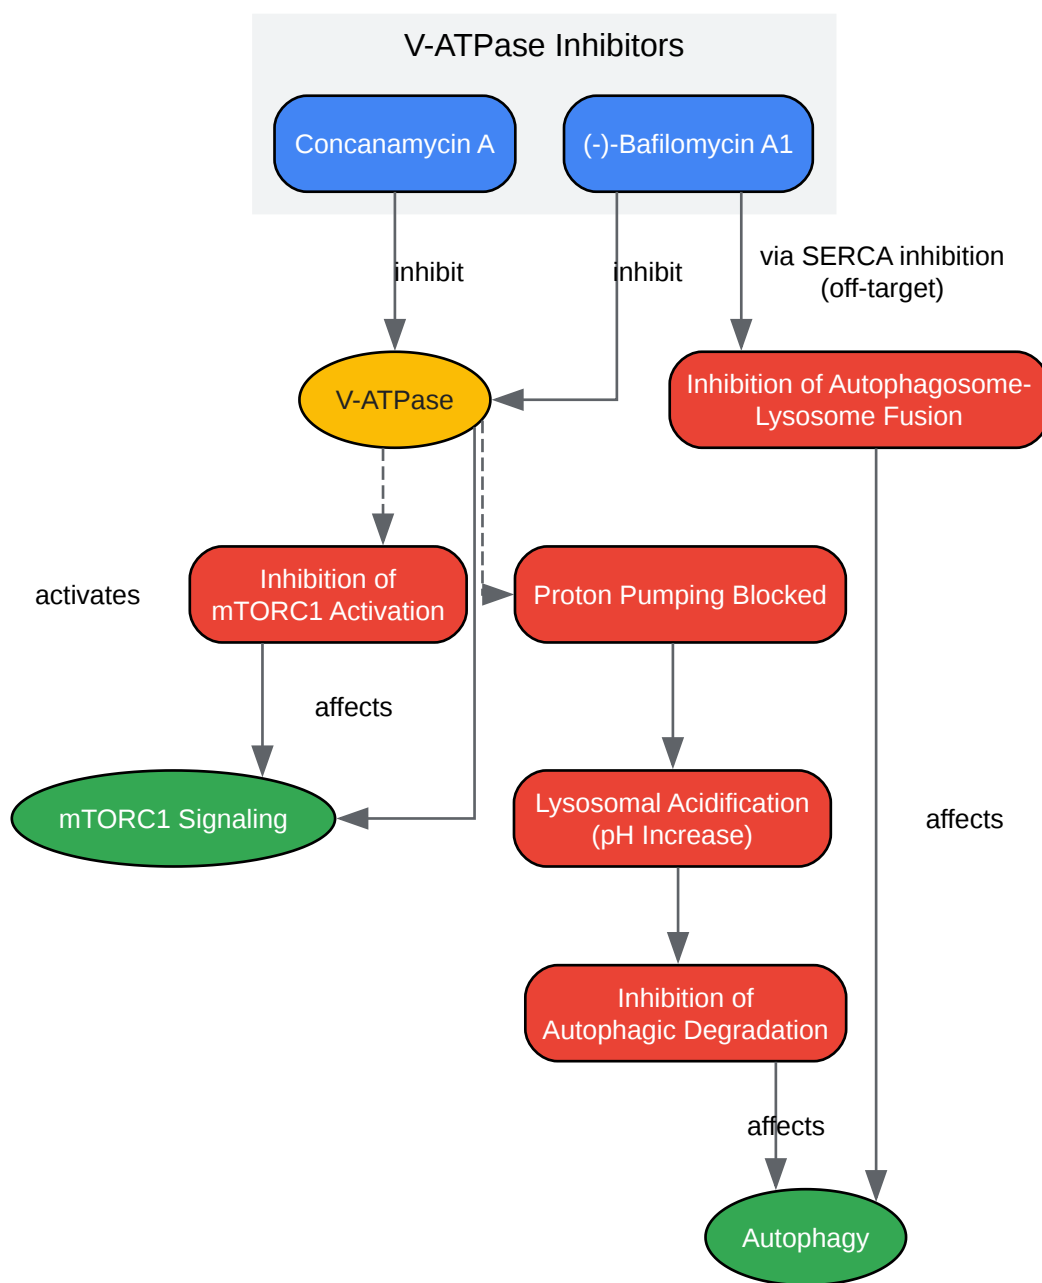 V-ATPase Inhibitors
Concanamycin A
(-)-Bafilomycin A1
inhibit
inhibit
via SERCA inhibition
(off-target)
V-ATPase
Inhibition of Autophagosome-
Lysosome Fusion
activates
Inhibition of
mTORC1 Activation
Proton Pumping Blocked
affects
mTORC1 Signaling
Lysosomal Acidification
(pH Increase)
affects
Inhibition of
Autophagic Degradation
affects
Autophagy